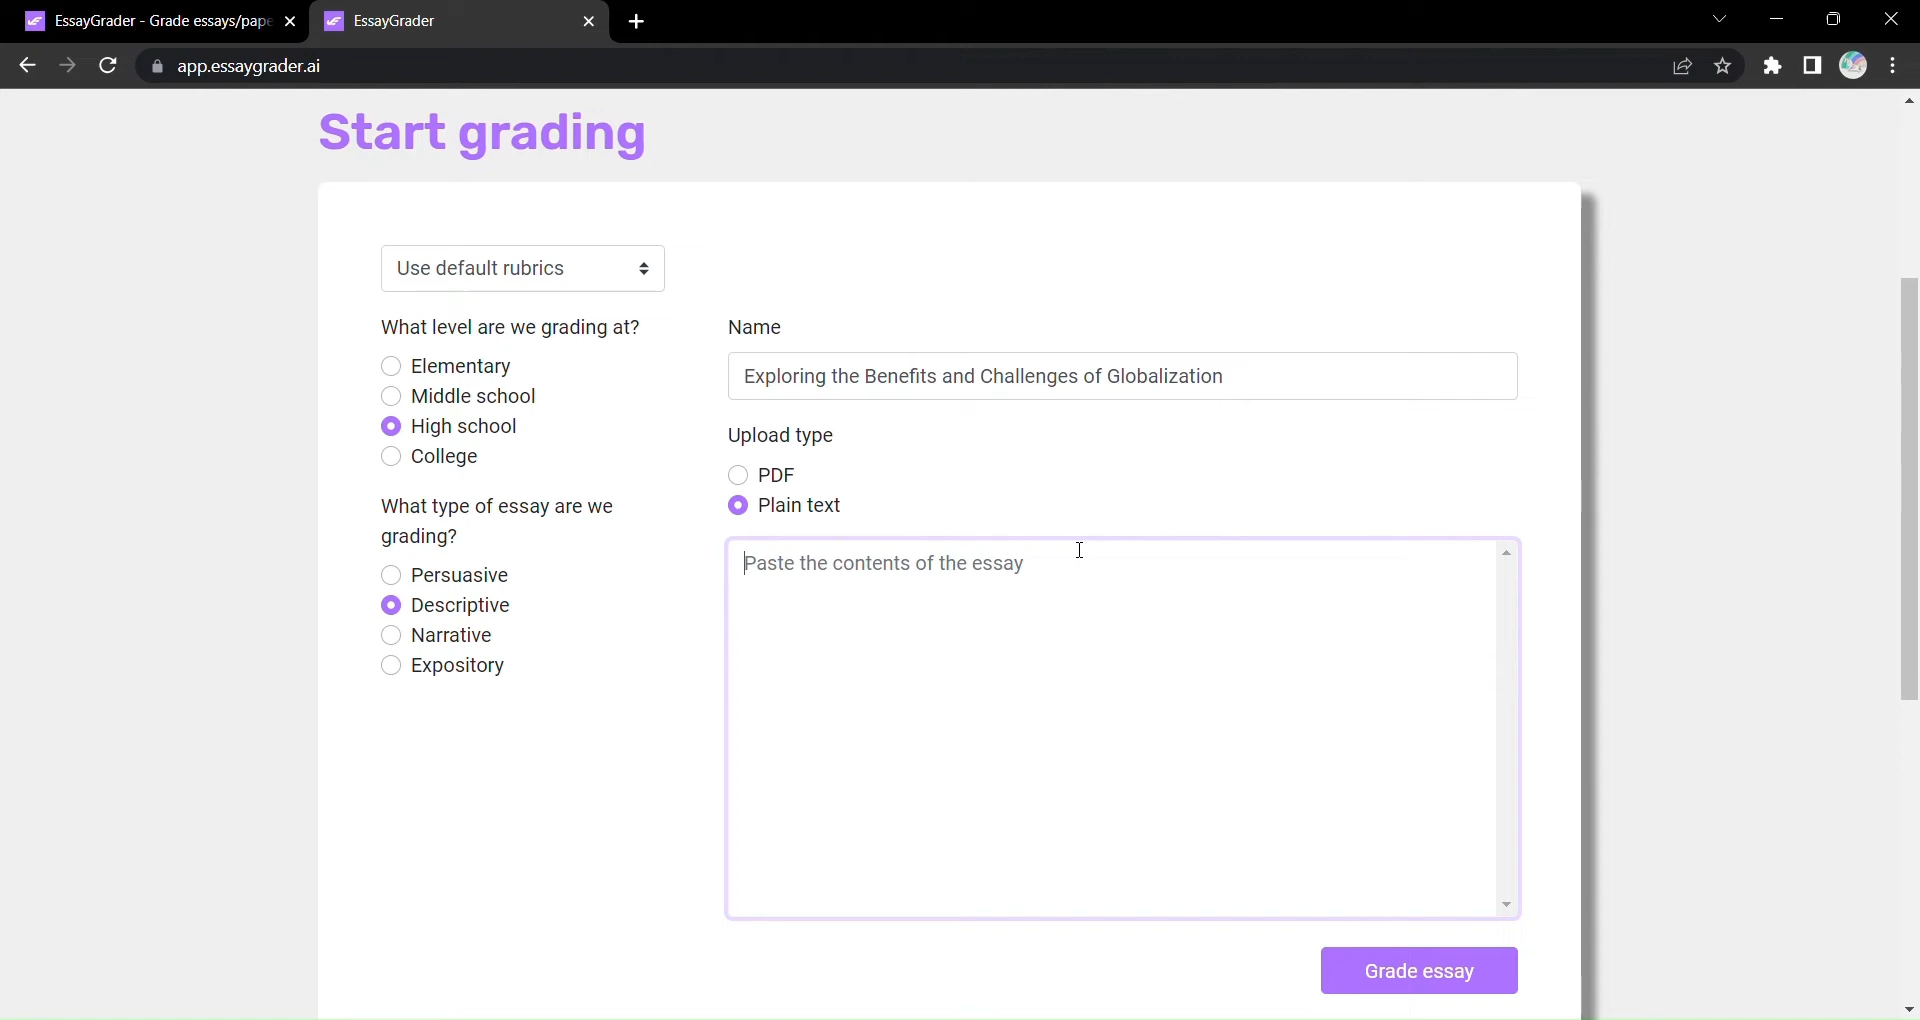 EssayGrader - Grade essays/pape
EssayGrader
app.essaygrader.ai
Start grading
Use default rubrics
What level are we grading at?
Elementary
Middle school
High school
College
What type of essay are we
grading?
Persuasive
Descriptive
Narrative
Expository
Name
Exploring the Benefits and Challenges of Globalization
Upload type
PDF
Plain text
Paste the contents of the essay
Grade essay